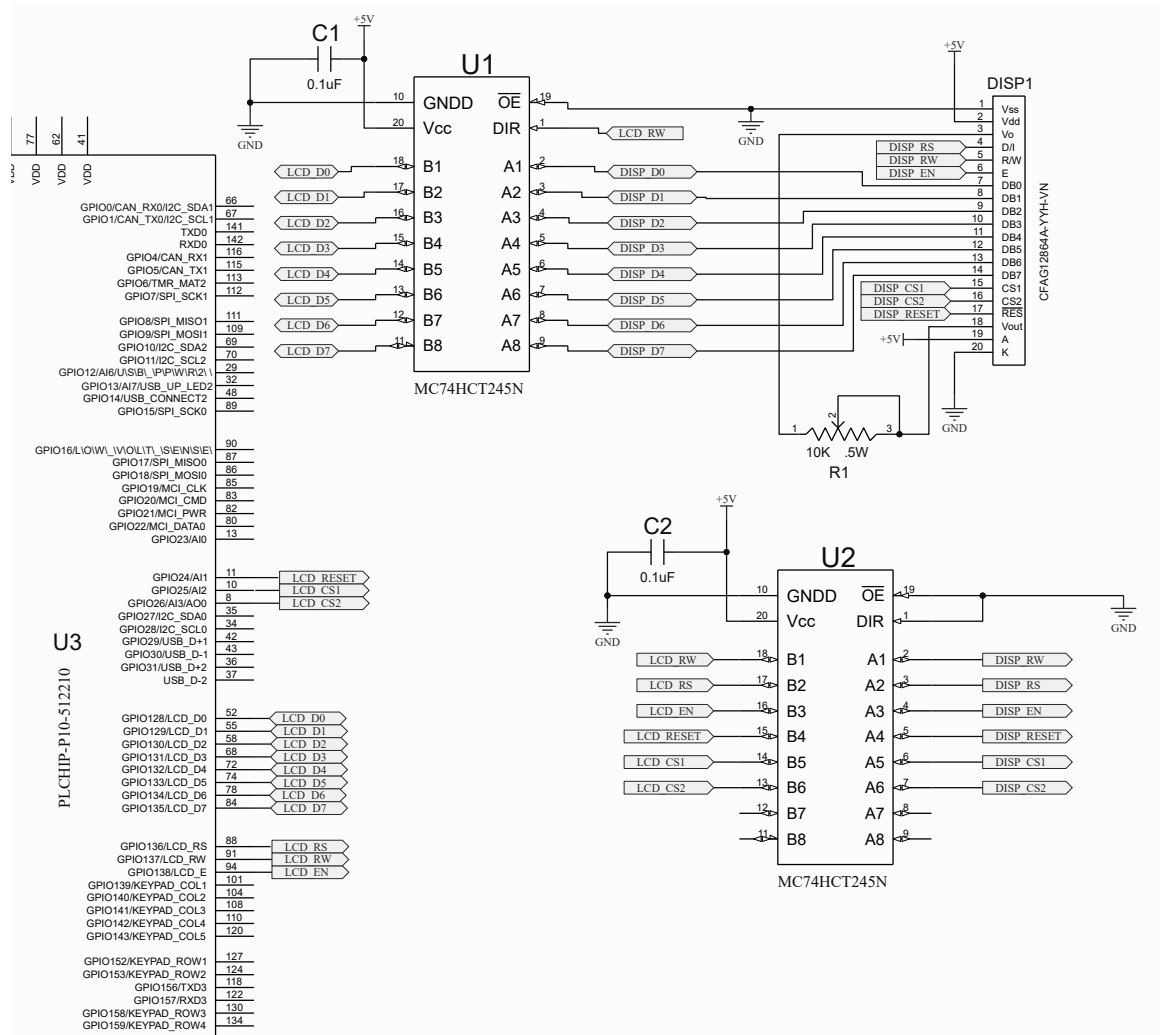 C1
0.1uF
+5V
GND
U1
10 GNDD OE 19
20 Vcc DIR 1 LCD_RW
LCD_D0 18 B1 A1 2 DISP_D0
LCD_D1 17 B2 A2 3 DISP_D1
LCD_D2 16 B3 A3 4 DISP_D2
LCD_D3 15 B4 A4 5 DISP_D3
LCD_D4 14 B5 A5 6 DISP_D4
LCD_D5 13 B6 A6 7 DISP_D5
LCD_D6 12 B7 A7 8 DISP_D6
LCD_D7 11 B8 A8 9 DISP_D7
MC74HCT245N
GND
+5V
DISP1
1 Vss
2 Vdd
3 Vo
DISP_RS 4 D/I
DISP_RW 5 R/W
DISP_EN 6 E
7 DB0
8 DB1
9 DB2
10 DB3
11 DB4
12 DB5
13 DB6
14 DB7
DISP_CS1 15 CS1
DISP_CS2 16 CS2
DISP_RESET 17 RES
18 Vout
+5V 19 A
20 K
CFAG12864A-YYH-VN
GND
1 2 3
10K .5W
R1
VDD
77 VDD
62 VDD
41 VDD
GPIO0/CAN_RX0/I2C_SDA1 66
GPIO1/CAN_TX0/I2C_SCL1 67
TXD0 141
RXD0 142
GPIO4/CAN_RX1 116
GPIO5/CAN_TX1 115
GPIO6/TMR_MAT2 113
GPIO7/SPI_SCK1 112
GPIO8/SPI_MISO1 111
GPIO9/SPI_MOSI1 109
GPIO10/I2C_SDA2 69
GPIO11/I2C_SCL2 70
GPIO12/AI6/U\S\B\_\P\P\W\R\2\ 29
GPIO13/AI7/USB_UP_LED2 32
GPIO14/USB_CONNECT2 48
GPIO15/SPI_SCK0 89
GPIO16/L\O\W\_\V\O\L\T\_\S\E\N\S\E\ 90
GPIO17/SPI_MISO0 87
GPIO18/SPI_MOSI0 86
GPIO19/MCI_CLK 85
GPIO20/MCI_CMD 83
GPIO21/MCI_PWR 82
GPIO22/MCI_DATA0 80
GPIO23/AI0 13
GPIO24/AI1 11 LCD_RESET
GPIO25/AI2 10 LCD_CS1
GPIO26/AI3/AO0 8 LCD_CS2
GPIO27/I2C_SDA0 35
GPIO28/I2C_SCL0 34
GPIO29/USB_D+1 42
GPIO30/USB_D-1 43
GPIO31/USB_D+2 36
USB_D-2 37
GPIO128/LCD_D0 52 LCD_D0
GPIO129/LCD_D1 55 LCD_D1
GPIO130/LCD_D2 58 LCD_D2
GPIO131/LCD_D3 68 LCD_D3
GPIO132/LCD_D4 72 LCD_D4
GPIO133/LCD_D5 74 LCD_D5
GPIO134/LCD_D6 78 LCD_D6
GPIO135/LCD_D7 84 LCD_D7
GPIO136/LCD_RS 88 LCD_RS
GPIO137/LCD_RW 91 LCD_RW
GPIO138/LCD_E 94 LCD_EN
GPIO139/KEYPAD_COL1 101
GPIO140/KEYPAD_COL2 104
GPIO141/KEYPAD_COL3 108
GPIO142/KEYPAD_COL4 110
GPIO143/KEYPAD_COL5 120
GPIO152/KEYPAD_ROW1 127
GPIO153/KEYPAD_ROW2 124
GPIO156/TXD3 118
GPIO157/RXD3 122
GPIO158/KEYPAD_ROW3 130
GPIO159/KEYPAD_ROW4 134
U3
PLCHIP-P10-512210
+5V
C2
0.1uF
GND
U2
10 GNDD OE 19
20 Vcc DIR 1
GND
LCD_RW 18 B1 A1 2 DISP_RW
LCD_RS 17 B2 A2 3 DISP_RS
LCD_EN 16 B3 A3 4 DISP_EN
LCD_RESET 15 B4 A4 5 DISP_RESET
LCD_CS1 14 B5 A5 6 DISP_CS1
LCD_CS2 13 B6 A6 7 DISP_CS2
12 B7 A7 8
11 B8 A8 9
MC74HCT245N